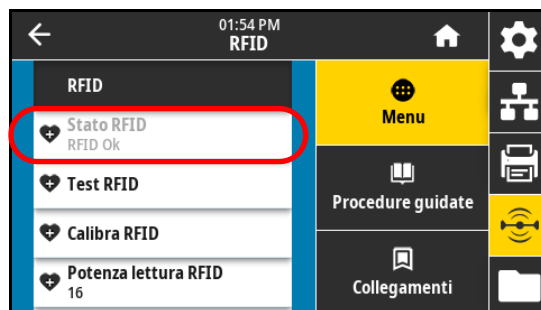 01:54 PM
RFID
RFID
Stato RFID
RFID Ok
Test RFID
Calibra RFID
Potenza lettura RFID
16
Menu
Procedure guidate
Collegamenti